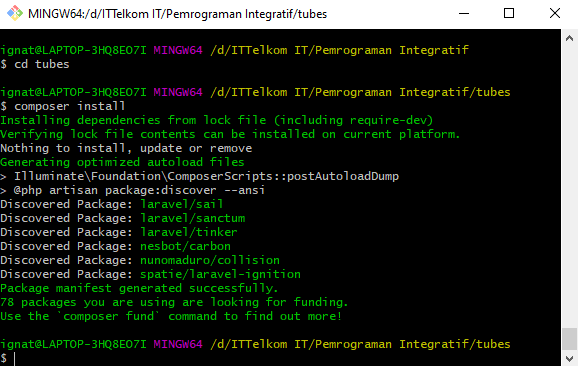 MINGW64:/d/ITTelkom IT/Pemrograman Integratif/tubes
ignat@LAPTOP-3HQ8EO7I MINGW64 /d/ITTelkom IT/Pemrograman Integratif
$ cd tubes
ignat@LAPTOP-3HQ8EO7I MINGW64 /d/ITTelkom IT/Pemrograman Integratif/tubes
$ composer install
Installing dependencies from lock file (including require-dev)
Verifying lock file contents can be installed on current platform.
Nothing to install, update or remove
Generating optimized autoload files
> Illuminate\Foundation\ComposerScripts::postAutoloadDump
> @php artisan package:discover --ansi
Discovered Package: laravel/sail
Discovered Package: laravel/sanctum
Discovered Package: laravel/tinker
Discovered Package: nesbot/carbon
Discovered Package: nunomaduro/collision
Discovered Package: spatie/laravel-ignition
Package manifest generated successfully.
78 packages you are using are looking for funding.
Use the `composer fund` command to find out more!
ignat@LAPTOP-3HQ8EO7I MINGW64 /d/ITTelkom IT/Pemrograman Integratif/tubes
$